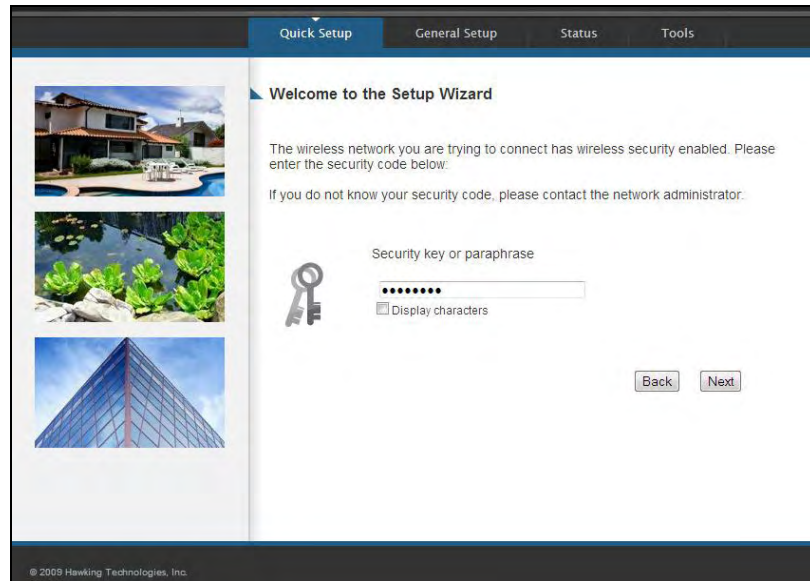 Quick Setup General Setup Status Tools
Welcome to the Setup Wizard
The wireless network you are trying to connect has wireless security enabled. Please
enter the security code below:
If you do not know your security code, please contact the network administrator.
Security key or paraphrase
••••••••
Display characters
Back Next
© 2009 Hawking Technologies, Inc.